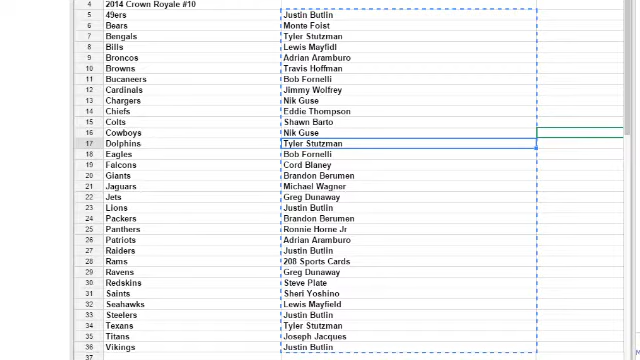 4 2014 Crown Royale #10
5 49ers Justin Butlin
6 Bears Monte Foist
7 Bengals Tyler Stutzman
8 Bills Lewis Mayfidl
9 Broncos Adrian Aramburo
10 Browns Travis Hoffman
11 Bucaneers Bob Fornelli
12 Cardinals Jimmy Wolfrey
13 Chargers Nik Guse
14 Chiefs Eddie Thompson
15 Colts Shawn Barto
16 Cowboys Nik Guse
17 Dolphins Tyler Stutzman
18 Eagles Bob Fornelli
19 Falcons Cord Blaney
20 Giants Brandon Berumen
21 Jaguars Michael Wagner
22 Jets Greg Dunaway
23 Lions Justin Butlin
24 Packers Brandon Berumen
25 Panthers Ronnie Horne Jr
26 Patriots Adrian Aramburo
27 Raiders Justin Butlin
28 Rams 208 Sports Cards
29 Ravens Greg Dunaway
30 Redskins Steve Plate
31 Saints Sheri Yoshino
32 Seahawks Lewis Mayfield
33 Steelers Justin Butlin
34 Texans Tyler Stutzman
35 Titans Joseph Jacques
36 Vikings Justin Butlin
37